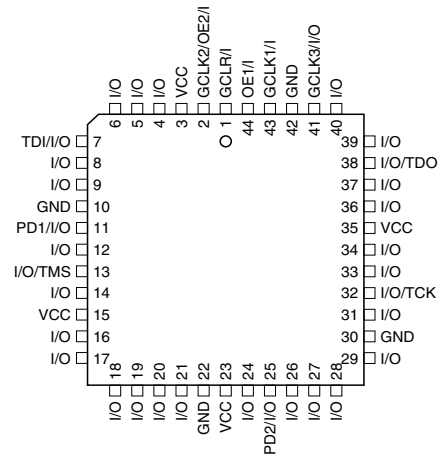 I/O
I/O
I/O
VCC
GCLK2/OE2/I
GCLR/I
OE1/I
GCLK1/I
GND
GCLK3/I/O
I/O
6
5
4
3
2
1
44
43
42
41
40
TDI/I/O 7
I/O 8
I/O 9
GND 10
PD1/I/O 11
I/O 12
I/O/TMS 13
I/O 14
VCC 15
I/O 16
I/O 17
39 I/O
38 I/O/TDO
37 I/O
36 I/O
35 VCC
34 I/O
33 I/O
32 I/O/TCK
31 I/O
30 GND
29 I/O
18
19
20
21
22
23
24
25
26
27
28
I/O
I/O
I/O
I/O
GND
VCC
I/O
PD2/I/O
I/O
I/O
I/O